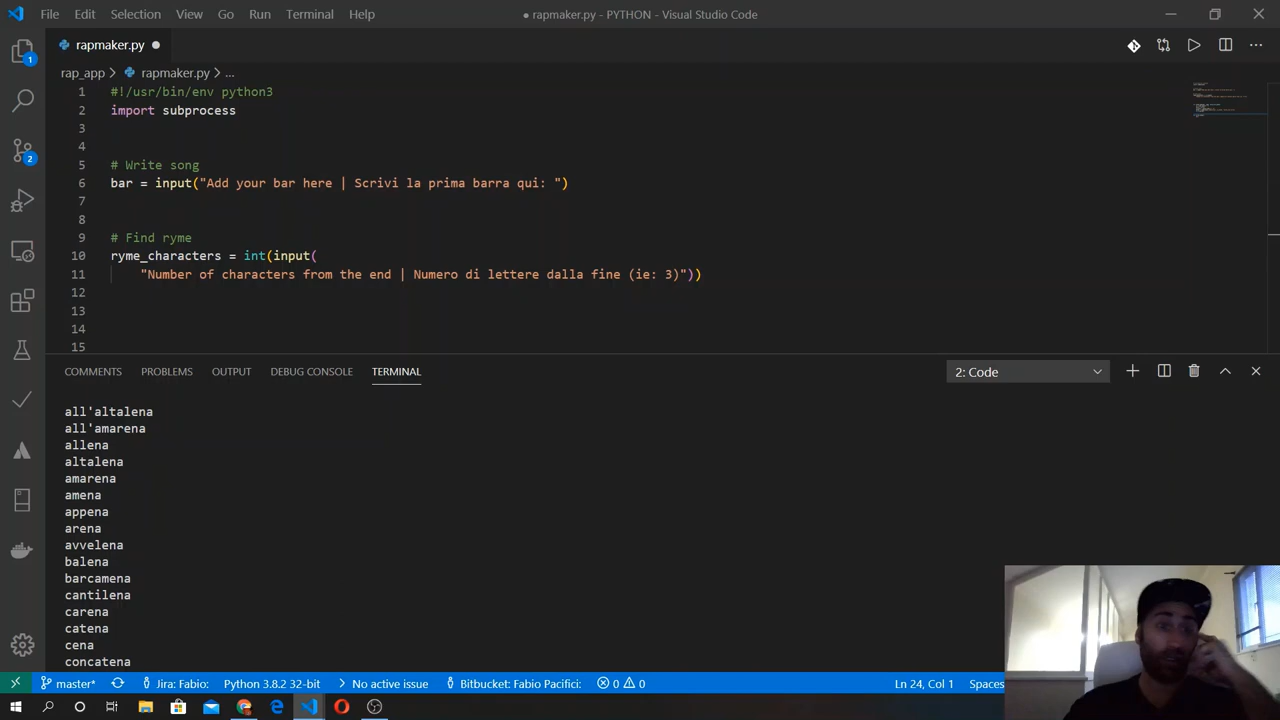 File Edit Selection View Go Run Terminal Help
● rapmaker.py - PYTHON - Visual Studio Code
rapmaker.py
rap_app > rapmaker.py > ...
1 #!/usr/bin/env python3
2 import subprocess
3
4
5 # Write song
6 bar = input("Add your bar here | Scrivi la prima barra qui: ")
7
8
9 # Find ryme
10 ryme_characters = int(input(
11 "Number of characters from the end | Numero di lettere dalla fine (ie: 3)"))
12
13
14
15
COMMENTS PROBLEMS OUTPUT DEBUG CONSOLE TERMINAL 2: Code
all'altalena
all'amarena
allena
altalena
amarena
amena
appena
arena
avvelena
balena
barcamena
cantilena
carena
catena
cena
concatena
1
2
master* Jira: Fabio: Python 3.8.2 32-bit No active issue Bitbucket: Fabio Pacifici: 0 0 Ln 24, Col 1 Spaces